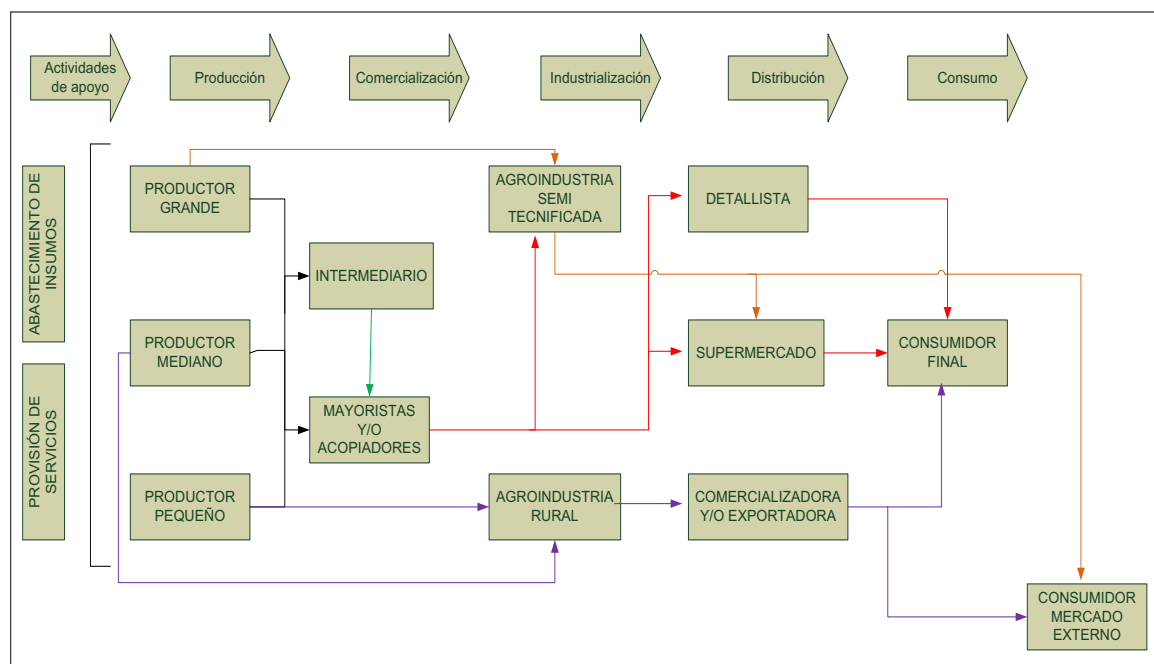 Actividades
de apoyo
Producción
Comercialización
Industrialización
Distribución
Consumo
ABASTECIMIENTO DE
INSUMOS
PROVISIÓN DE
SERVICIOS
PRODUCTOR
GRANDE
AGROINDUSTRIA
SEMI
TECNIFICADA
DETALLISTA
INTERMEDIARIO
PRODUCTOR
MEDIANO
SUPERMERCADO
CONSUMIDOR
FINAL
MAYORISTAS
Y/O
ACOPIADORES
PRODUCTOR
PEQUEÑO
AGROINDUSTRIA
RURAL
COMERCIALIZADORA
Y/O EXPORTADORA
CONSUMIDOR
MERCADO
EXTERNO